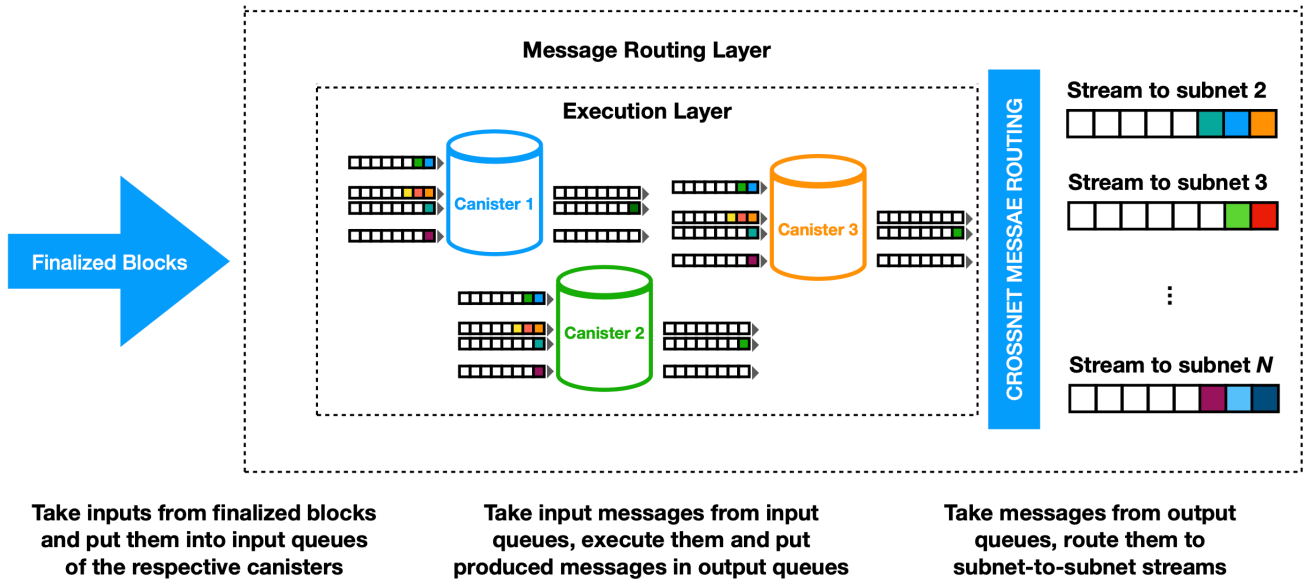 Message Routing Layer
Execution Layer
Finalized Blocks
Canister 1
Canister 2
Canister 3
CROSSNET MESSAE ROUTING
Stream to subnet 2
Stream to subnet 3
⋮
Stream to subnet N
Take inputs from finalized blocks
and put them into input queues
of the respective canisters
Take input messages from input
queues, execute them and put
produced messages in output queues
Take messages from output
queues, route them to
subnet-to-subnet streams